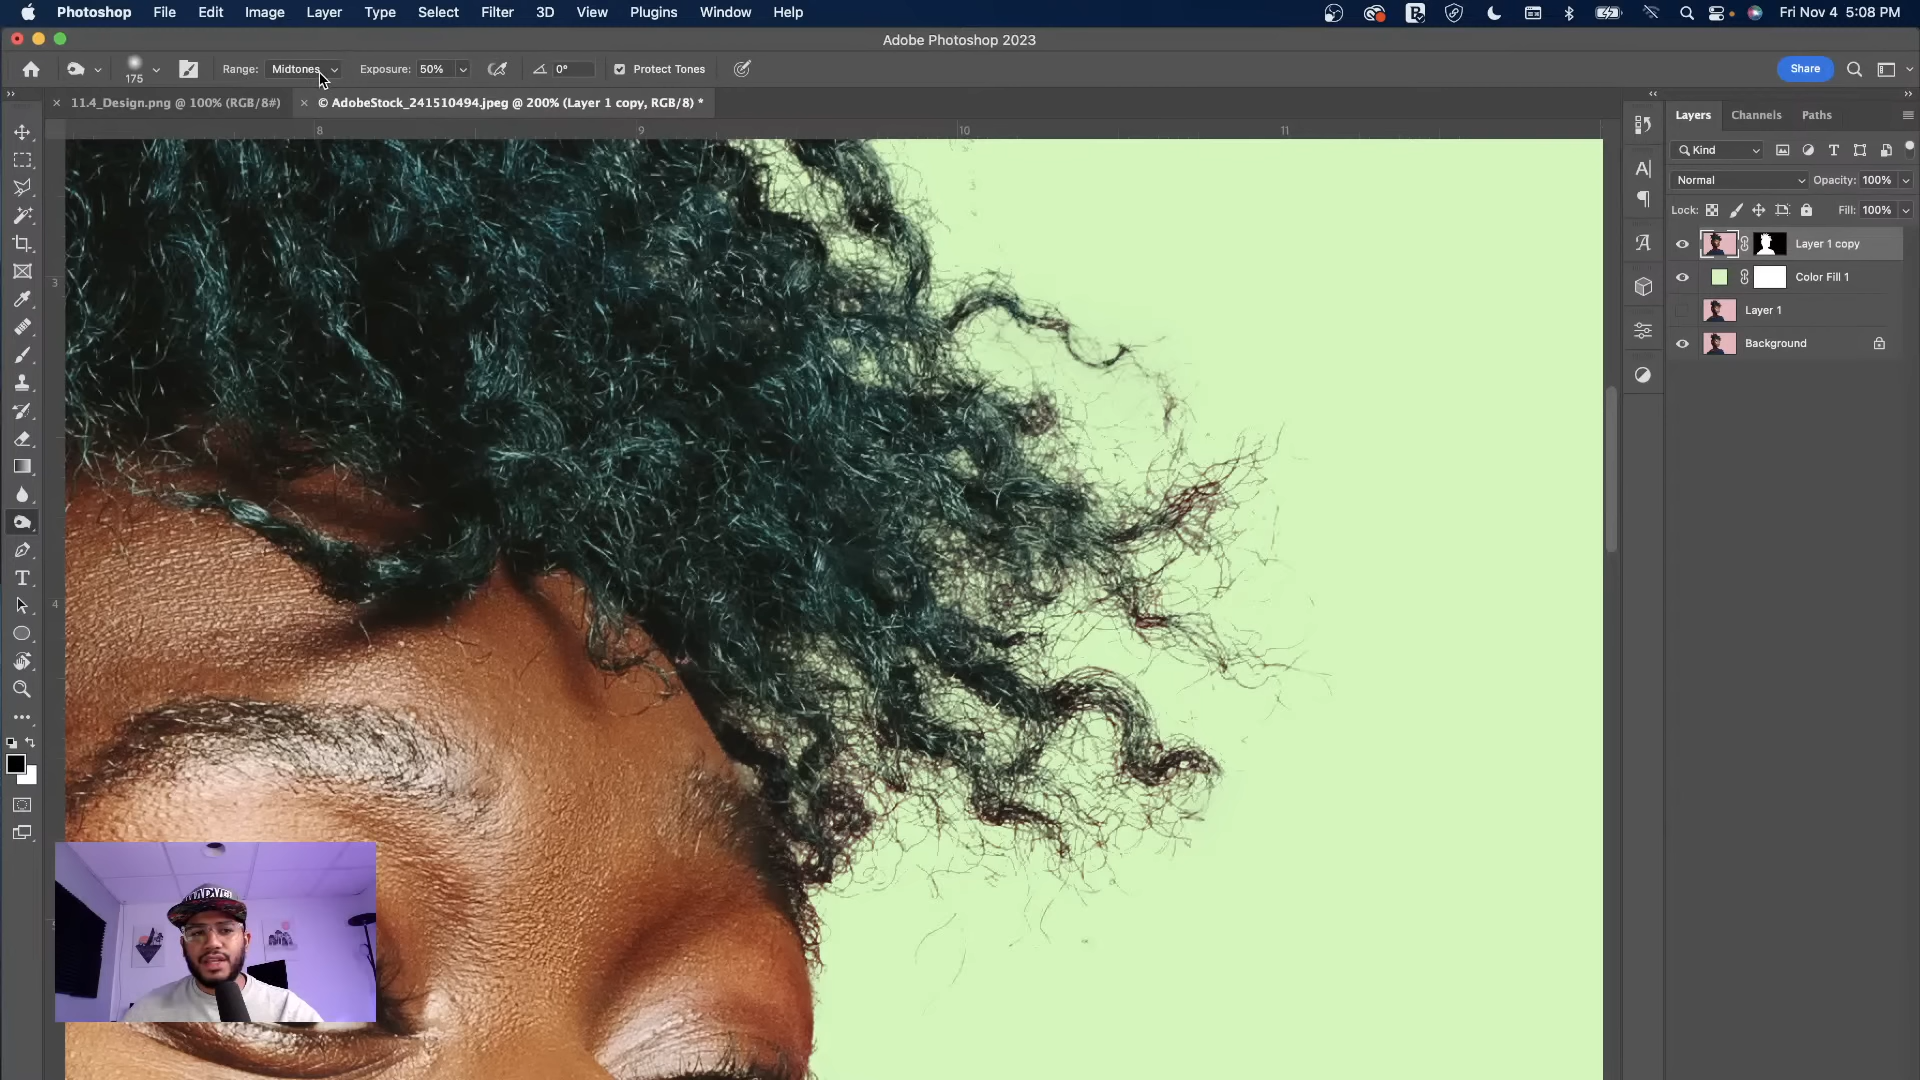 Photoshop File Edit Image Layer Type Select Filter 3D View Plugins Window Help Fri Nov 4 5:08 PM
Adobe Photoshop 2023
175 Range: Midtones Exposure: 50% 0° Protect Tones Share
11.4_Design.png @ 100% (RGB/8#) © AdobeStock_241510494.jpeg @ 200% (Layer 1 copy, RGB/8) *
Layers Channels Paths
8 9 10 11
Kind
Normal Opacity: 100%
Lock: Fill: 100%
Layer 1 copy
Color Fill 1
3
Layer 1
Background
4